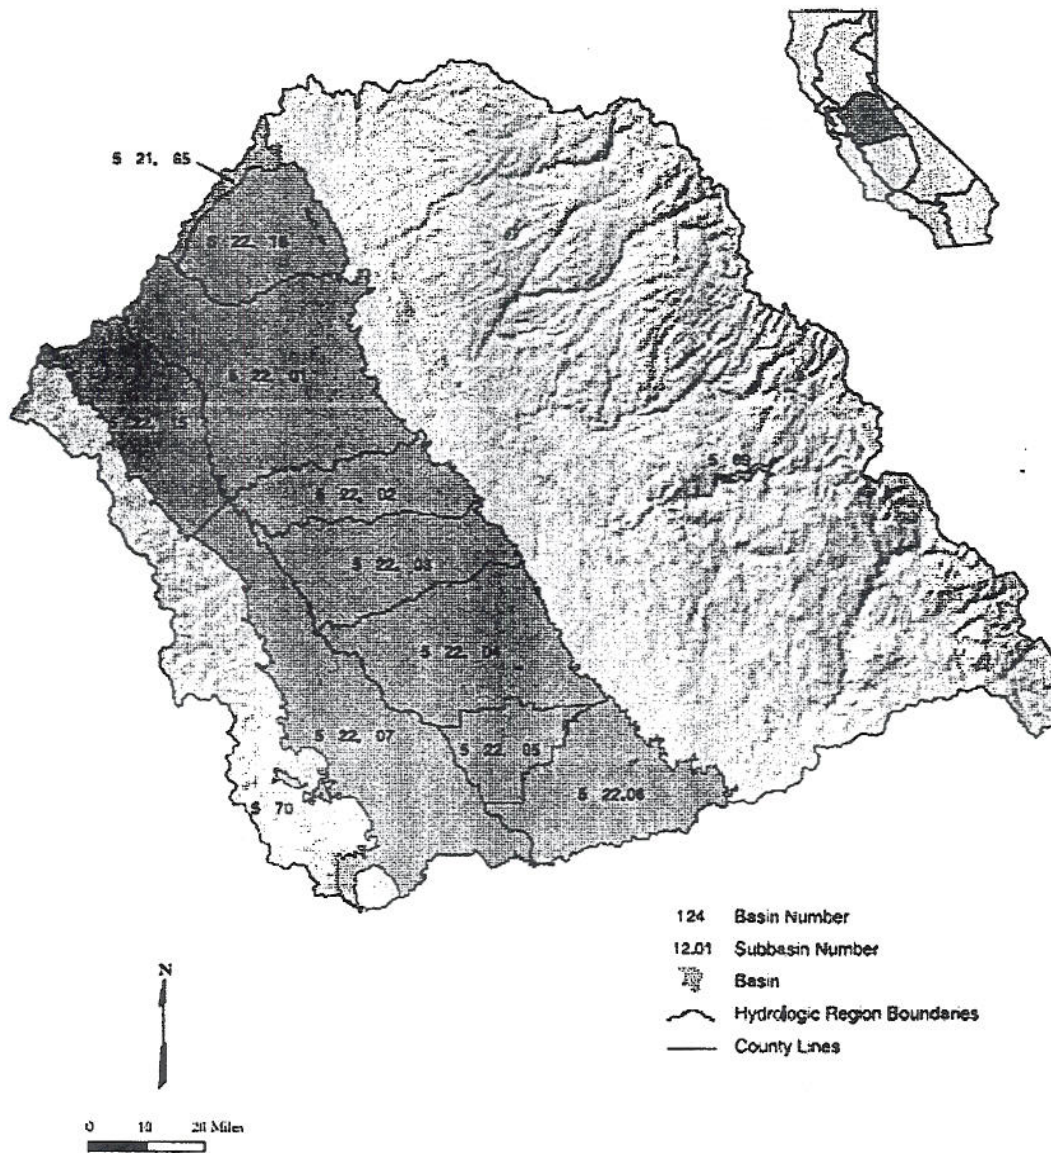 5 21. 65
5 22. 16
5 22. 01
22. 15
5 22. 02
5 22. 03
5 69
5 22. 04
5 22. 07
5 22. 05
5 22.06
5 70
124 Basin Number
12.01 Subbasin Number
Basin
Hydrologic Region Boundaries
County Lines
N
0 10 20 Miles